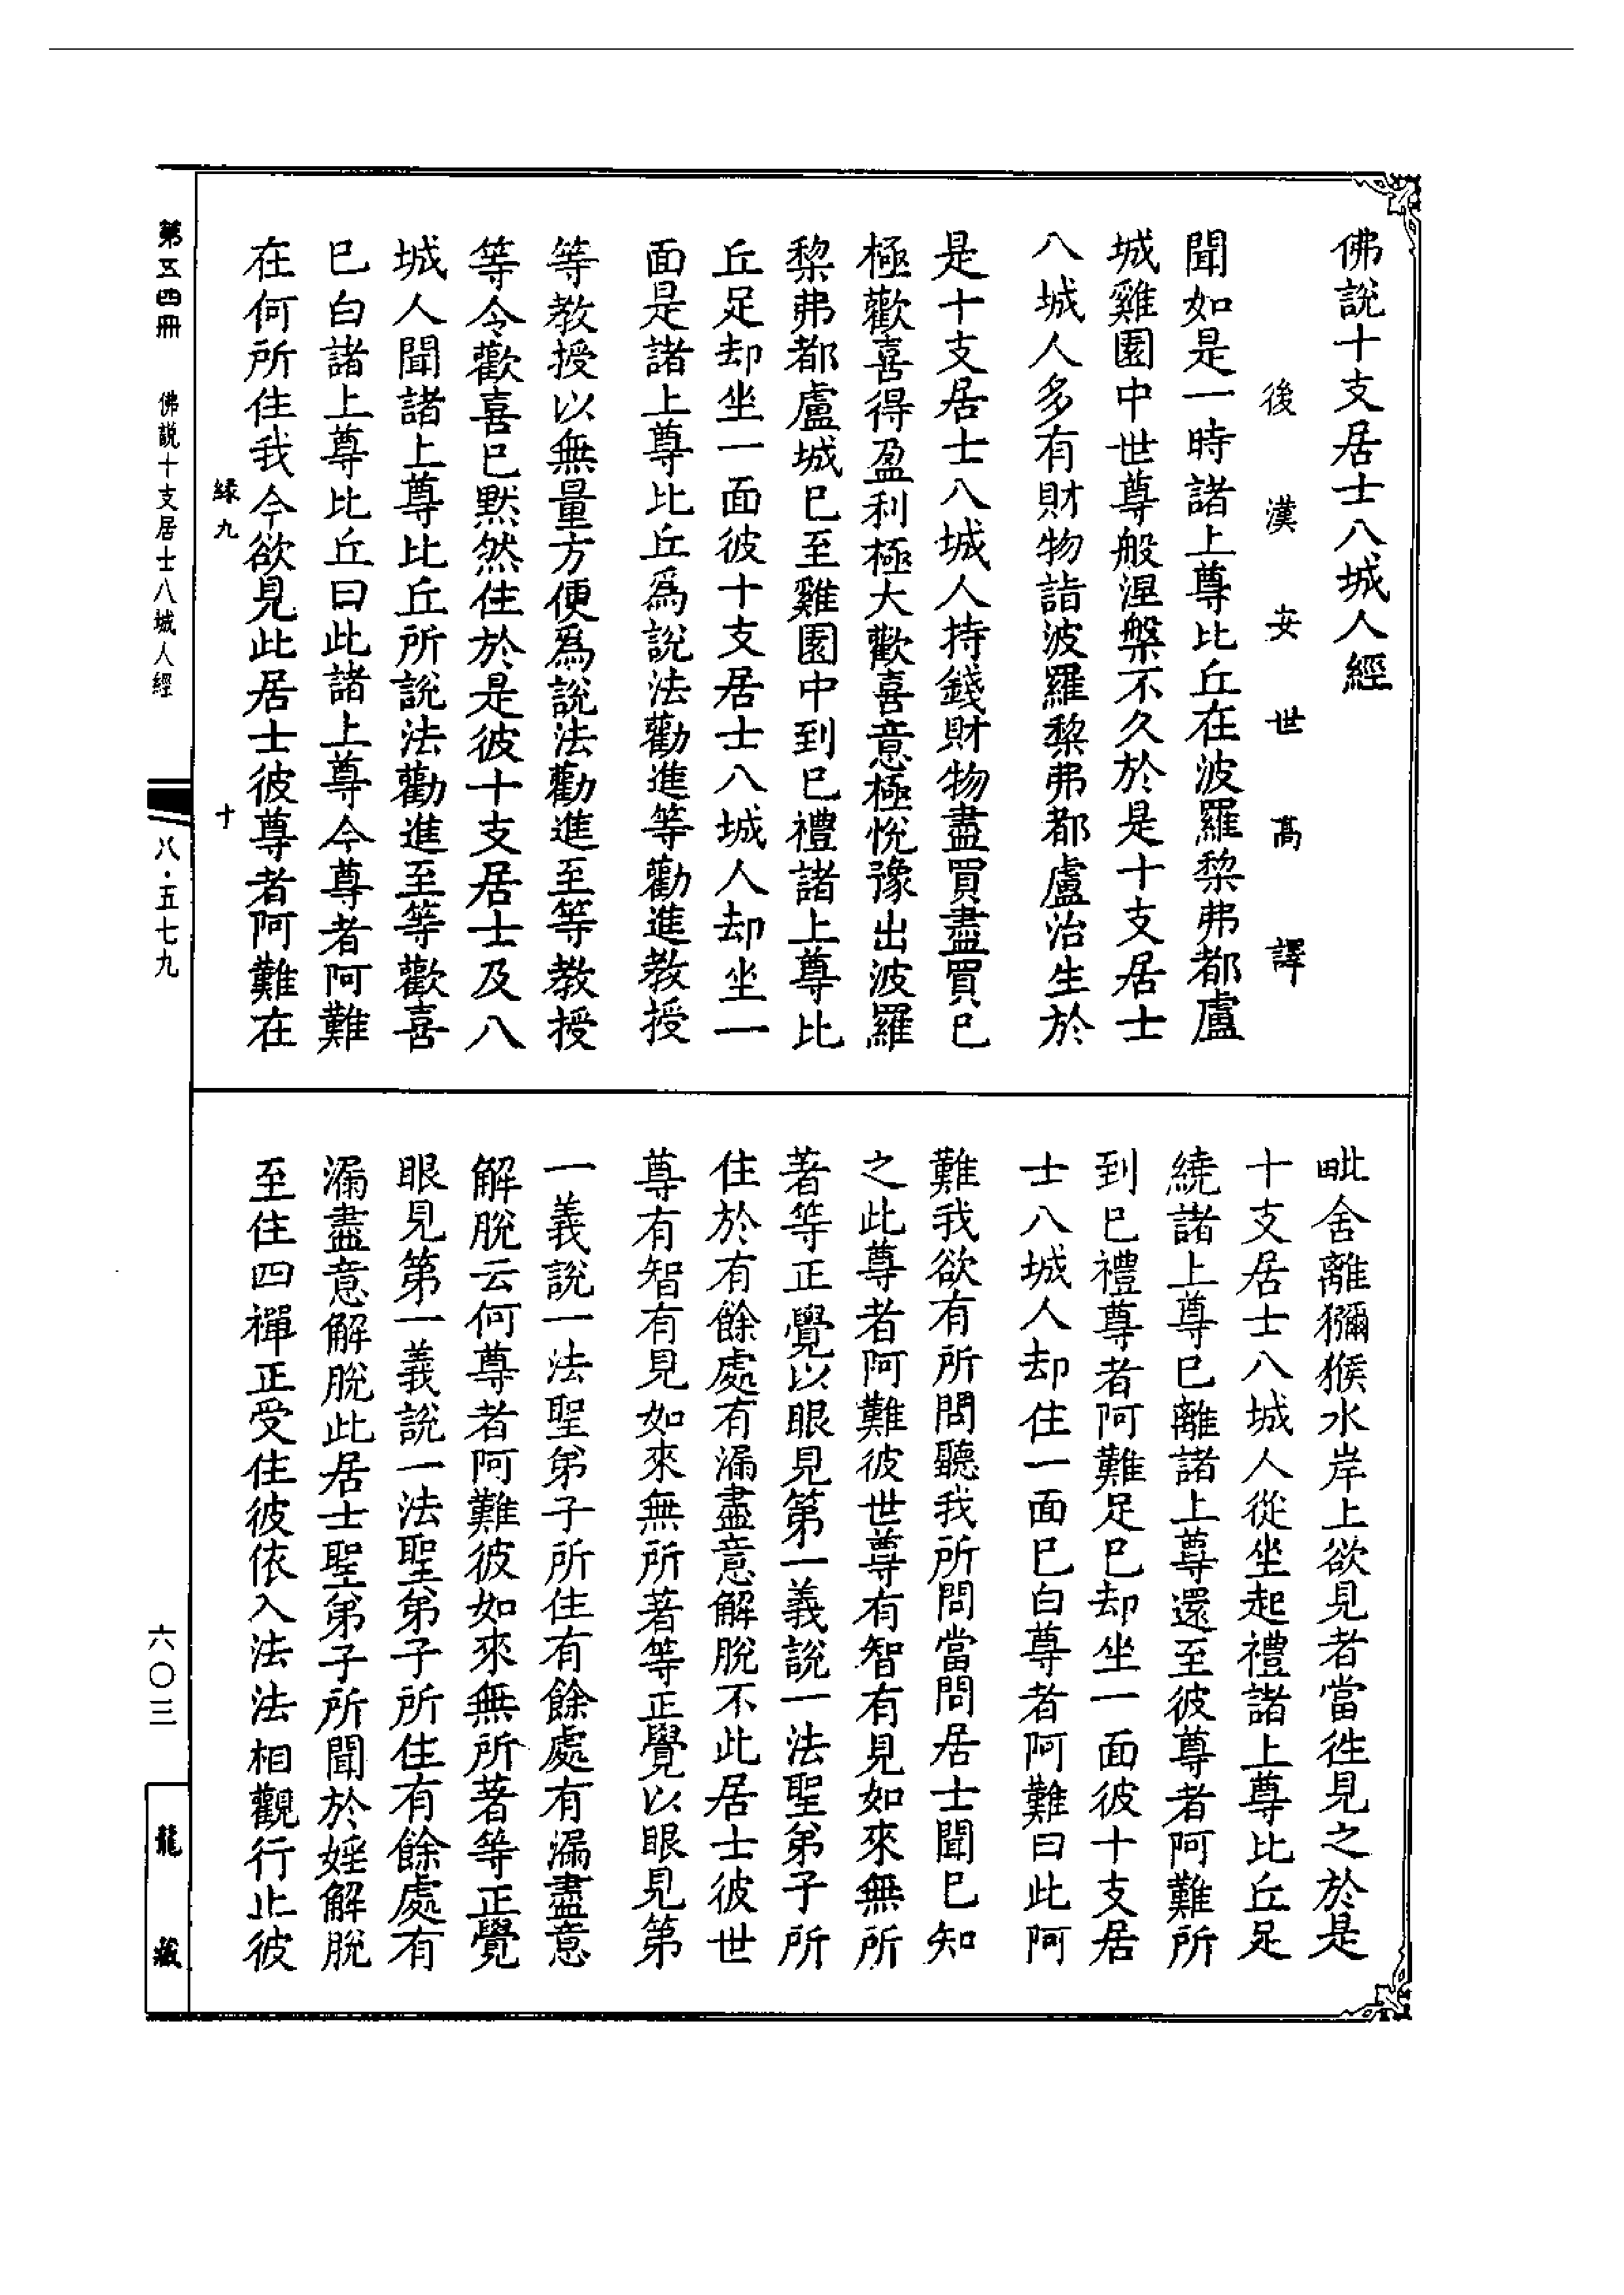 佛說十支居士八城人經
後漢安世高譯
聞如是一時諸上尊比丘在波羅黎弗都盧
城雞園中世尊般涅槃不久於是十支居士
八城人多有財物詣波羅黎弗都盧治生於
是十支居士八城人持錢財物盡買盡買已
極歡喜得盈利極大歡喜意極悅豫出波羅
黎弗都盧城已至雞園中到已禮諸上尊比
丘足却坐一面彼十支居士八城人却坐一
面是諸上尊比丘爲說法勸進等勸進教授
等教授以無量方便爲說法勸進至等教授
等令歡喜已默然住於是彼十支居士及八
城人聞諸上尊比丘所說法勸進至等歡喜
已白諸上尊比丘曰此諸上尊今尊者阿難
在何所住我今欲見此居士彼尊者阿難在
毗舍離獼猴水岸上欲見者當徃見之於是
十支居士八城人從坐起禮諸上尊比丘足
繞諸上尊已離諸上尊還至彼尊者阿難所
到已禮尊者阿難足已却坐一面彼十支居
士八城人却住一面已白尊者阿難曰此阿
難我欲有所問聽我所問當問居士聞已知
之此尊者阿難彼世尊有智有見如來無所
著等正覺以眼見第一義說一法聖弟子所
住於有餘處有漏盡意解脫不此居士彼世
尊有智有見如來無所著等正覺以眼見第
一義說一法聖弟子所住有餘處有漏盡意
解脫云何尊者阿難彼如來無所著等正覺
眼見第一義說一法聖弟子所住有餘處有
漏盡意解脫此居士聖弟子所聞於婬解脫
至住四禪正受住彼依入法法相觀行止彼
緣九
十
第五四冊
佛説十支居士八城人經
八·五七九
六〇三
龍藏